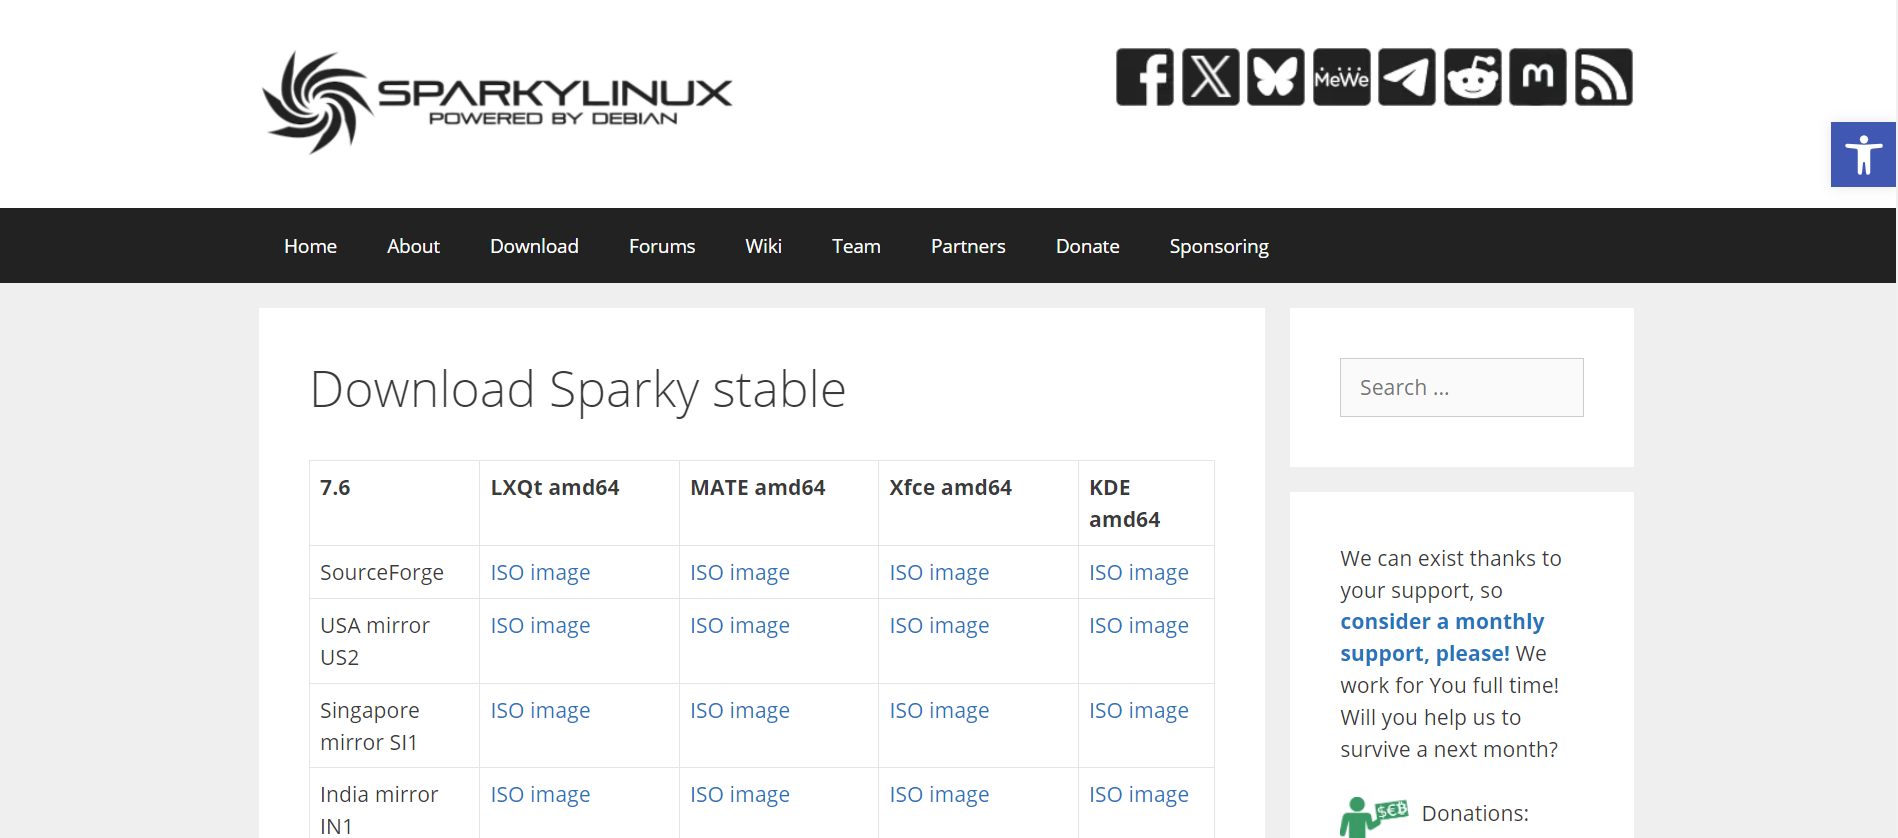 SPARKYLINUX
POWERED BY DEBIAN
MeWe
m
Home About Download Forums Wiki Team Partners Donate Sponsoring
Download Sparky stable
Search ...
7.6 LXQt amd64 MATE amd64 Xfce amd64 KDE
amd64
SourceForge ISO image ISO image ISO image ISO image
USA mirror ISO image ISO image ISO image ISO image
US2
Singapore ISO image ISO image ISO image ISO image
mirror SI1
India mirror ISO image ISO image ISO image ISO image
IN1
We can exist thanks to
your support, so
consider a monthly
support, please! We
work for You full time!
Will you help us to
survive a next month?
Donations: